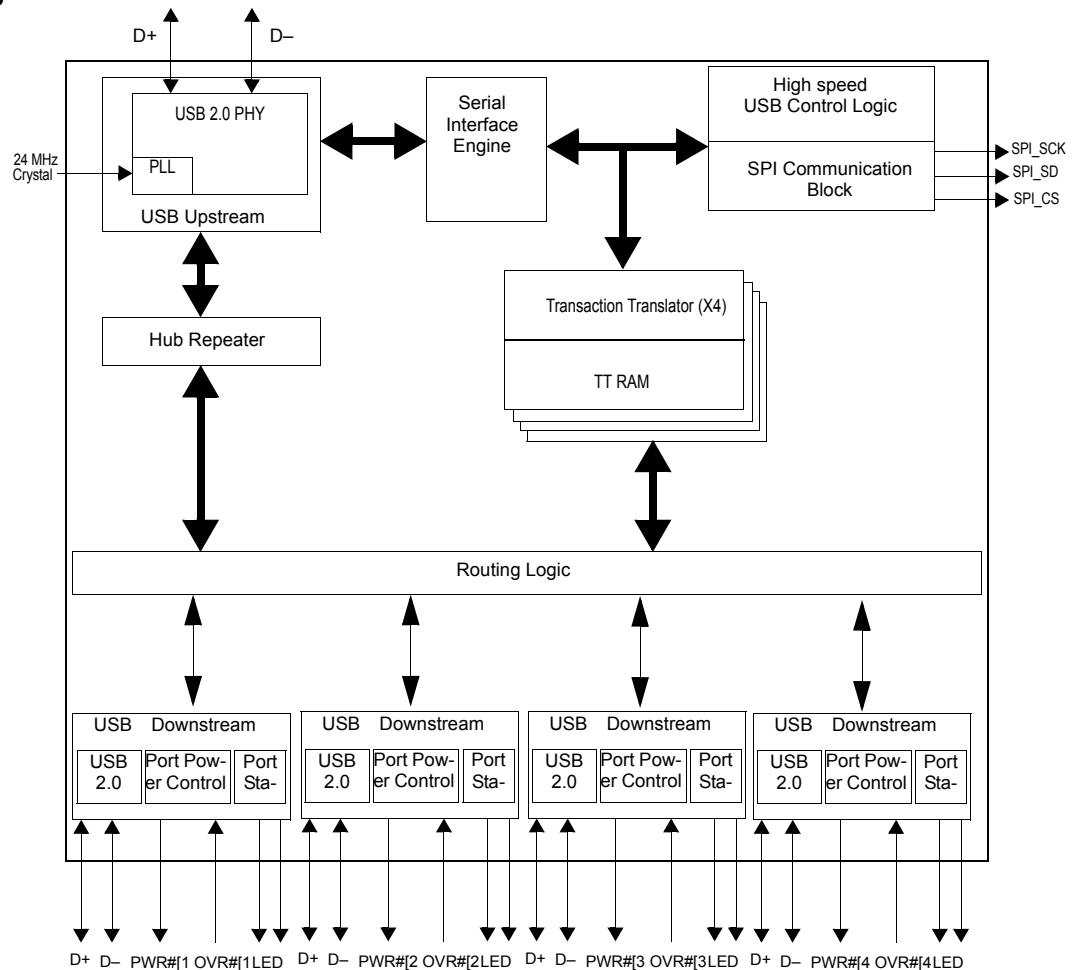 D+ D–
USB 2.0 PHY
PLL
24 MHz
Crystal
USB Upstream
Serial
Interface
Engine
High speed
USB Control Logic
SPI Communication
Block
SPI_SCK
SPI_SD
SPI_CS
Hub Repeater
Transaction Translator (X4)
TT RAM
Routing Logic
USB Downstream
USB
2.0
Port Pow-
er Control
Port
Sta-
USB Downstream
USB
2.0
Port Pow-
er Control
Port
Sta-
USB Downstream
USB
2.0
Port Pow-
er Control
Port
Sta-
USB Downstream
USB
2.0
Port Pow-
er Control
Port
Sta-
D+ D– PWR#[1 OVR#[1LED D+ D– PWR#[2 OVR#[2LED D+ D– PWR#[3 OVR#[3LED D+ D– PWR#[4 OVR#[4LED